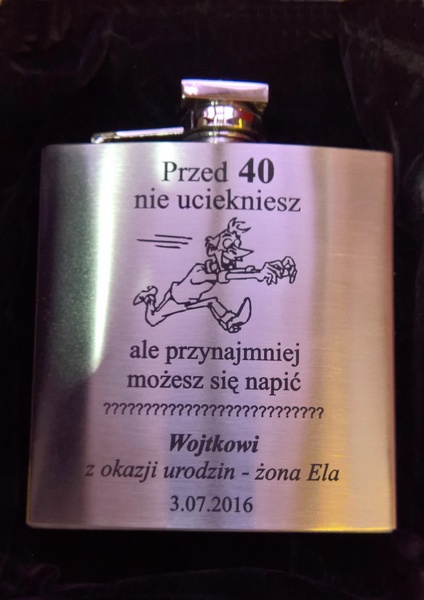 Przed 40
nie uciekniesz
ale przynajmniej
możesz się napić
???????????????????????????
Wojtkowi
z okazji urodzin - żona Ela
3.07.2016